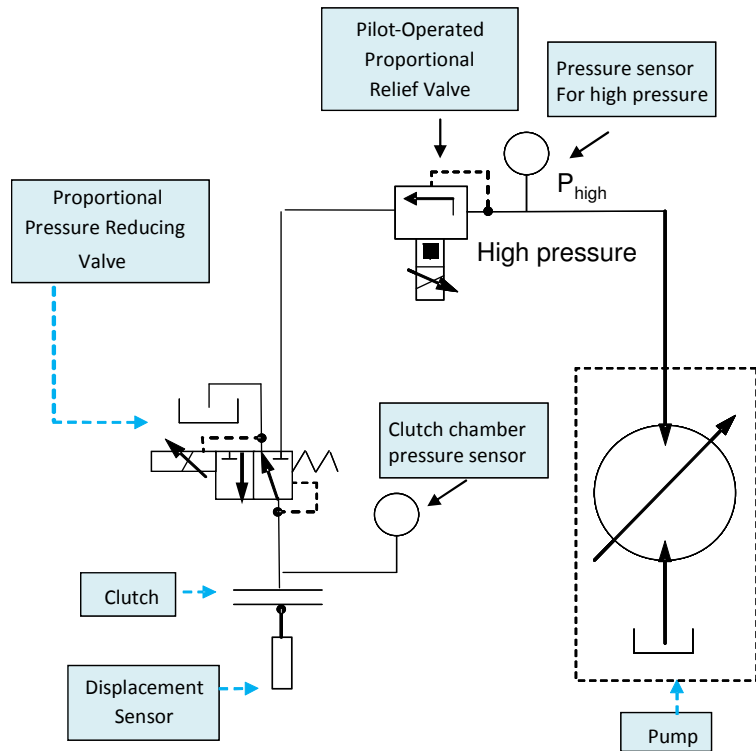 Pilot-Operated
Proportional
Relief Valve
Pressure sensor
For high pressure
P_high
High pressure
Proportional
Pressure Reducing
Valve
Clutch chamber
pressure sensor
Clutch
Displacement
Sensor
Pump